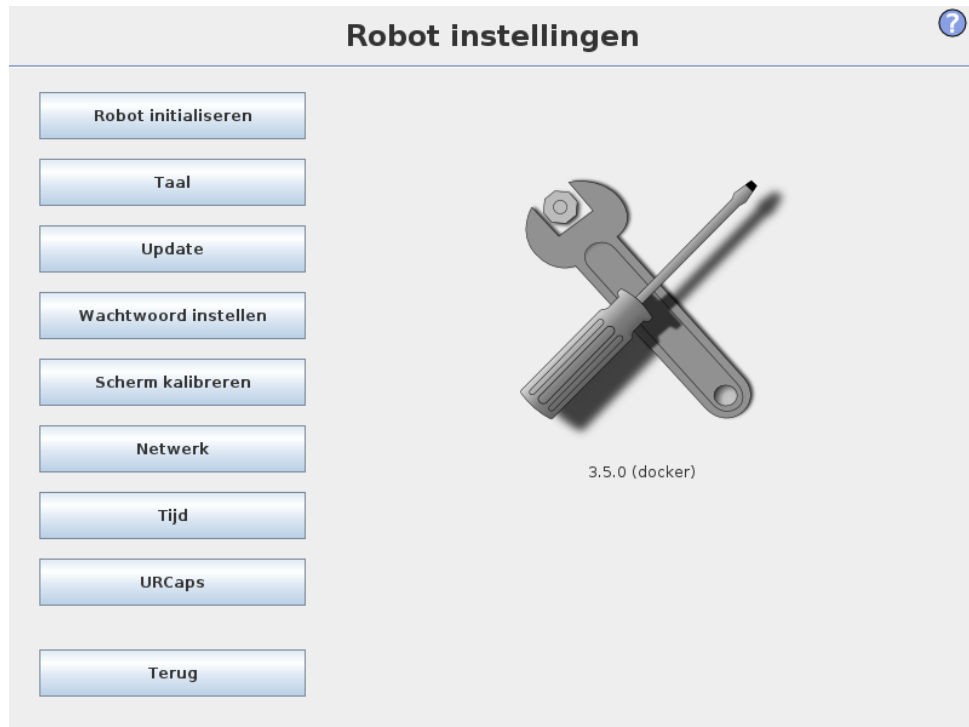 Robot instellingen
?
Robot initialiseren
Taal
Update
Wachtwoord instellen
Scherm kalibreren
Netwerk
3.5.0 (docker)
Tijd
URCaps
Terug